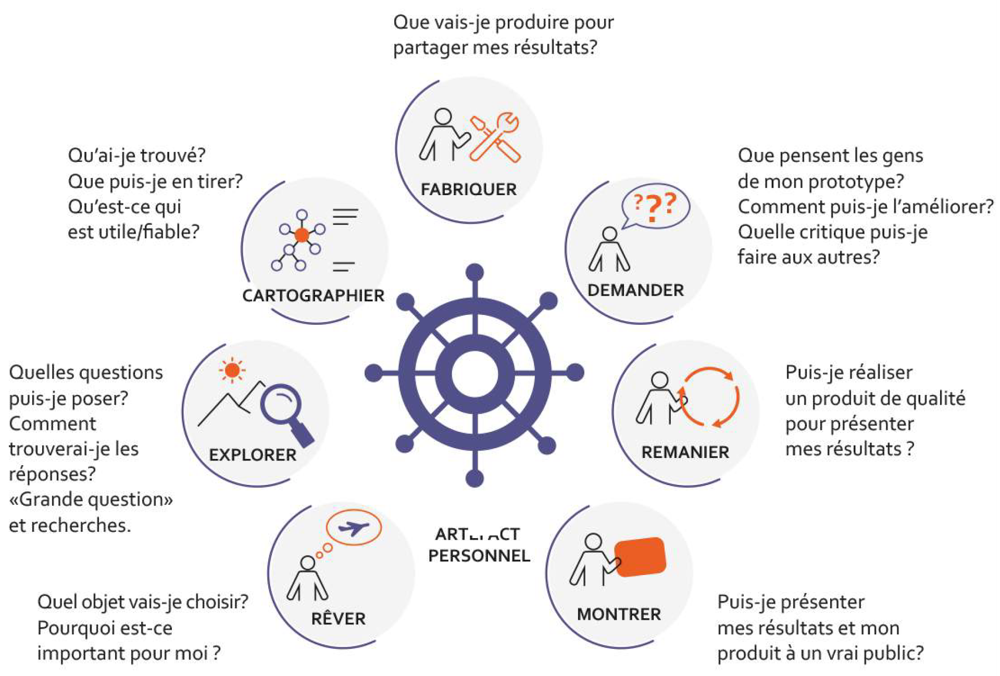 Que vais-je produire pour
partager mes résultats?
FABRIQUER
Qu'ai-je trouvé?
Que puis-je en tirer?
Qu'est-ce qui
est utile/fiable?
CARTOGRAPHIER
???
Que pensent les gens
de mon prototype?
Comment puis-je l'améliorer?
Quelle critique puis-je
faire aux autres?
DEMANDER
Quelles questions
puis-je poser?
Comment
trouverai-je les
réponses?
«Grande question»
et recherches.
EXPLORER
Puis-je réaliser
un produit de qualité
pour présenter
mes résultats ?
REMANIER
Quel objet vais-je choisir?
Pourquoi est-ce
important pour moi ?
RÊVER
PERSONNEL
MONTRER
Puis-je présenter
mes résultats et mon
produit à un vrai public?